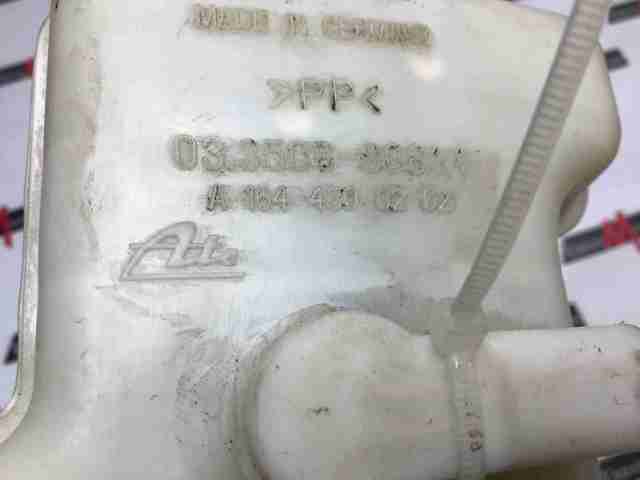 MADE IN GERMANY
>PP<
A 164 430 02 02
Ate